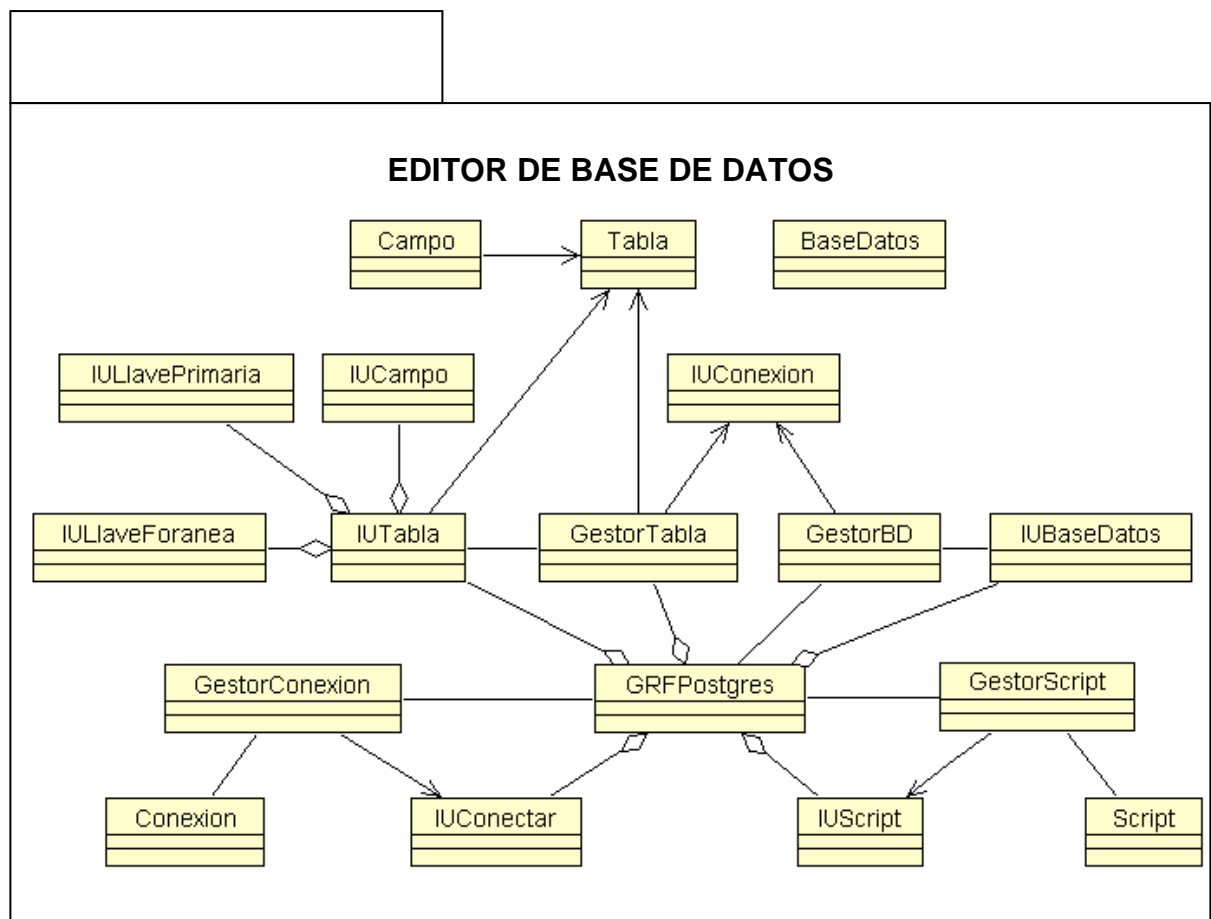 EDITOR DE BASE DE DATOS
Campo
Tabla
BaseDatos
IULlavePrimaria
IUCampo
IUConexion
IULlaveForanea
IUTabla
GestorTabla
GestorBD
IUBaseDatos
GestorConexion
GRFPostgres
GestorScript
Conexion
IUConectar
IUScript
Script